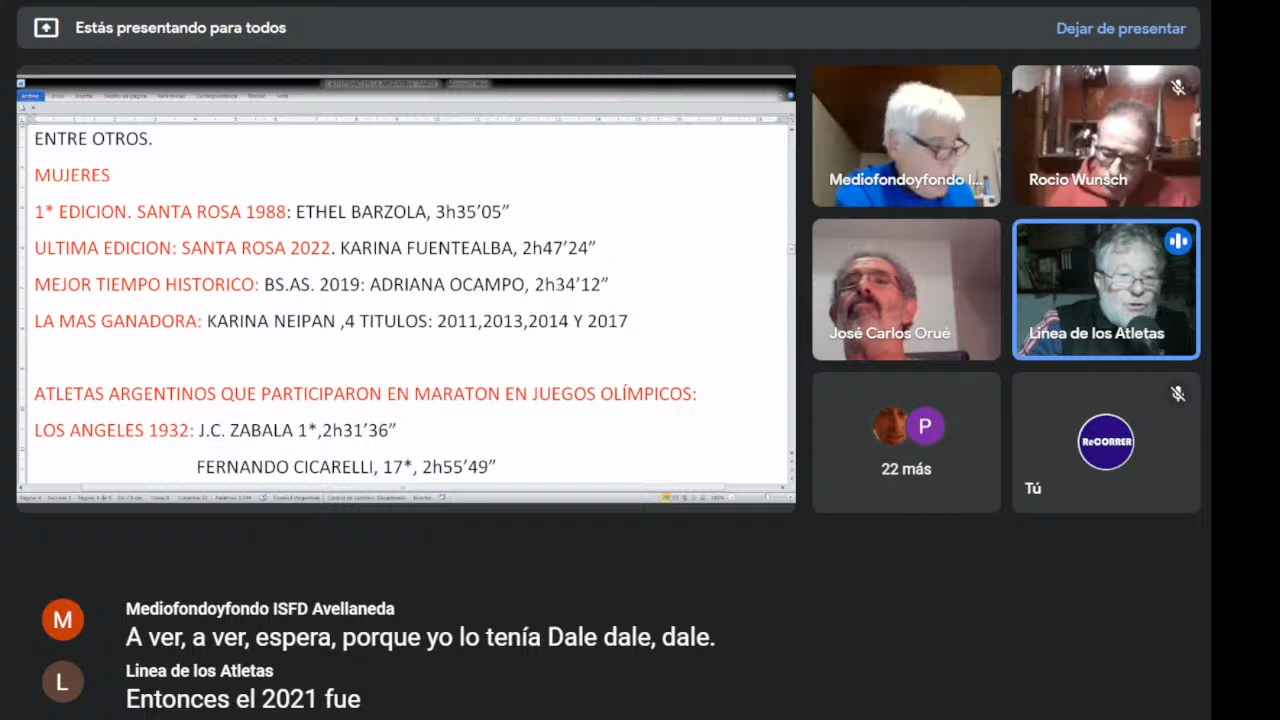 Estás presentando para todos
Dejar de presentar
ENTRE OTROS.
MUJERES
1* EDICION. SANTA ROSA 1988: ETHEL BARZOLA, 3h35’05”
ULTIMA EDICION: SANTA ROSA 2022. KARINA FUENTEALBA, 2h47’24”
MEJOR TIEMPO HISTORICO: BS.AS. 2019: ADRIANA OCAMPO, 2h34’12”
LA MAS GANADORA: KARINA NEIPAN ,4 TITULOS: 2011,2013,2014 Y 2017
ATLETAS ARGENTINOS QUE PARTICIPARON EN MARATON EN JUEGOS OLÍMPICOS:
LOS ANGELES 1932: J.C. ZABALA 1*,2h31’36”
FERNANDO CICARELLI, 17*, 2h55’49”
Mediofondoyfondo I...
Rocio Wunsch
José Carlos Orué
Linea de los Atletas
P
22 más
ReCORRER
Tú
M
Mediofondoyfondo ISFD Avellaneda
A ver, a ver, espera, porque yo lo tenía Dale dale, dale.
L
Linea de los Atletas
Entonces el 2021 fue